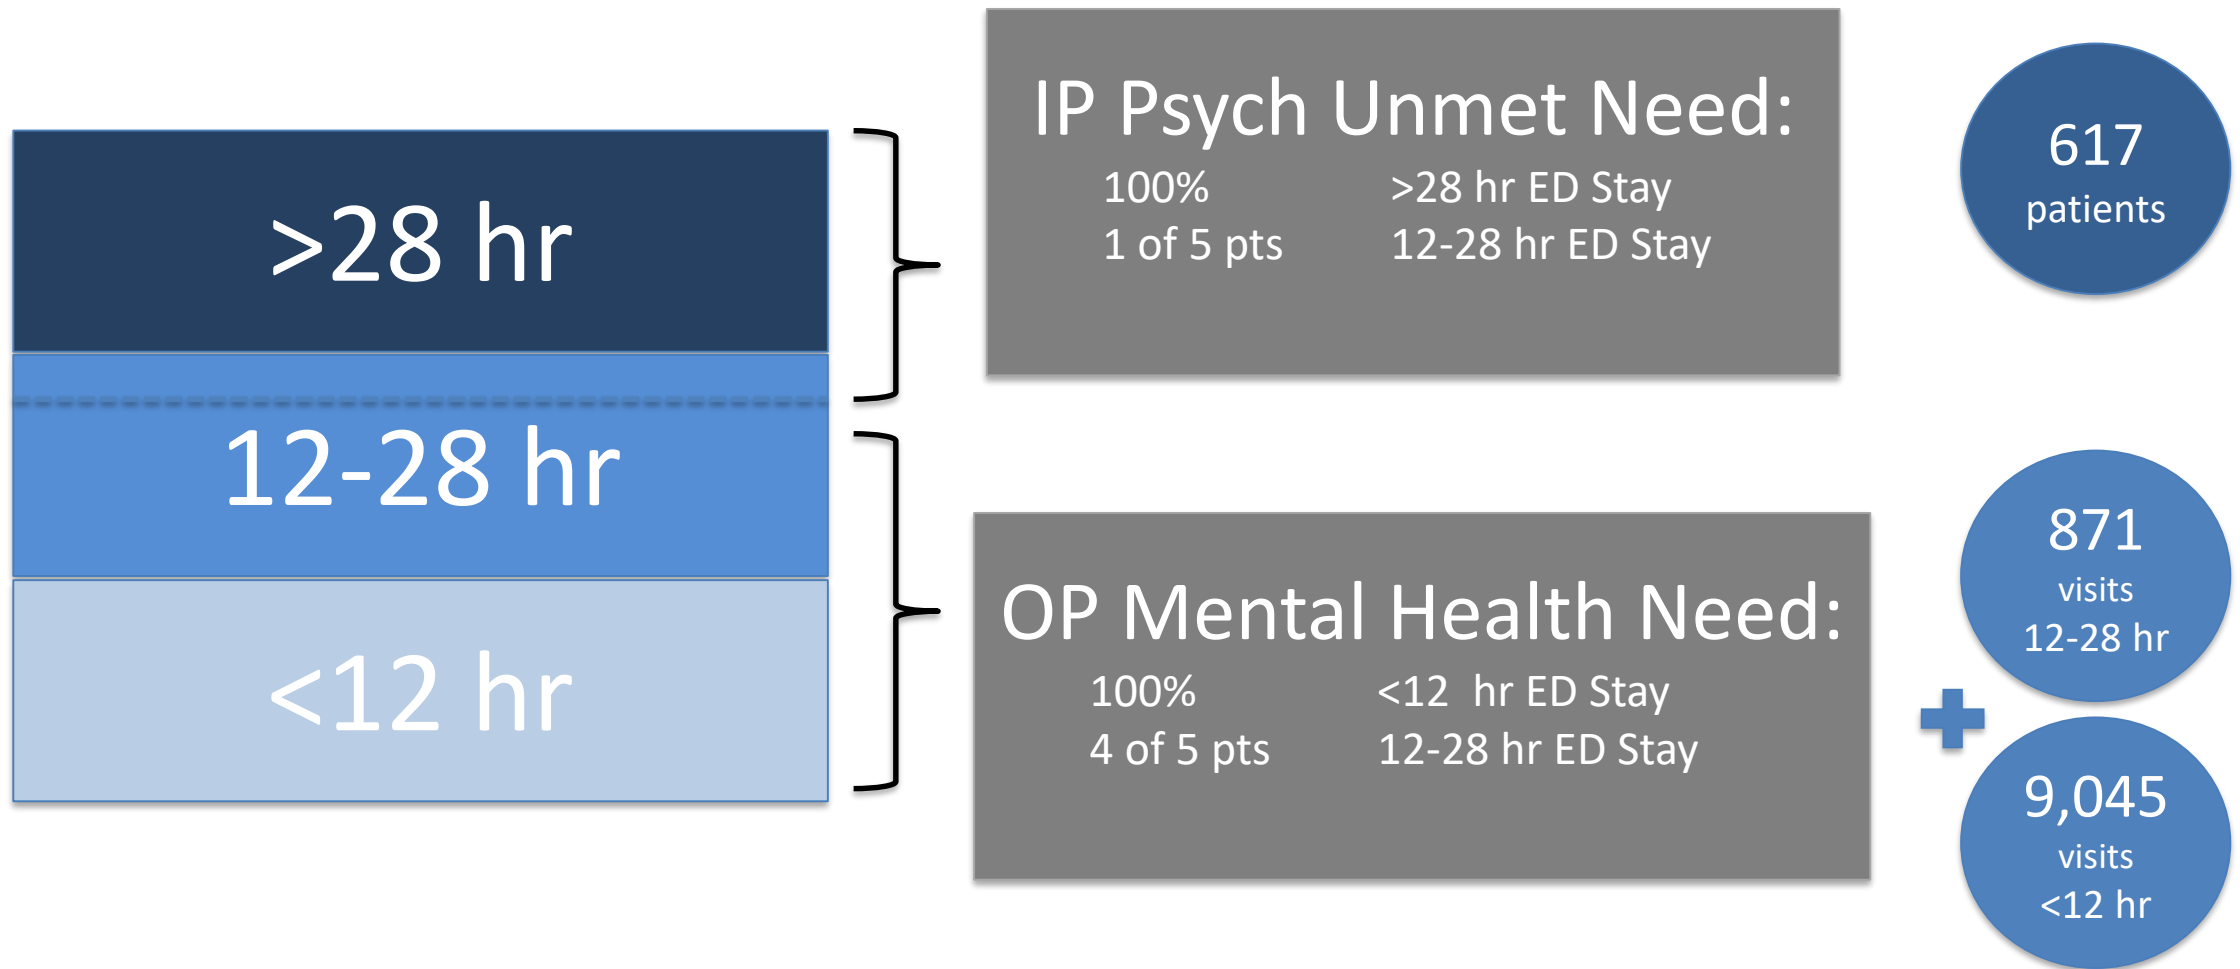 >28 hr
12-28 hr
<12 hr
IP Psych Unmet Need:
100% >28 hr ED Stay
1 of 5 pts 12-28 hr ED Stay
617
patients
OP Mental Health Need:
100% <12 hr ED Stay
4 of 5 pts 12-28 hr ED Stay
871
visits
12-28 hr
9,045
visits
<12 hr